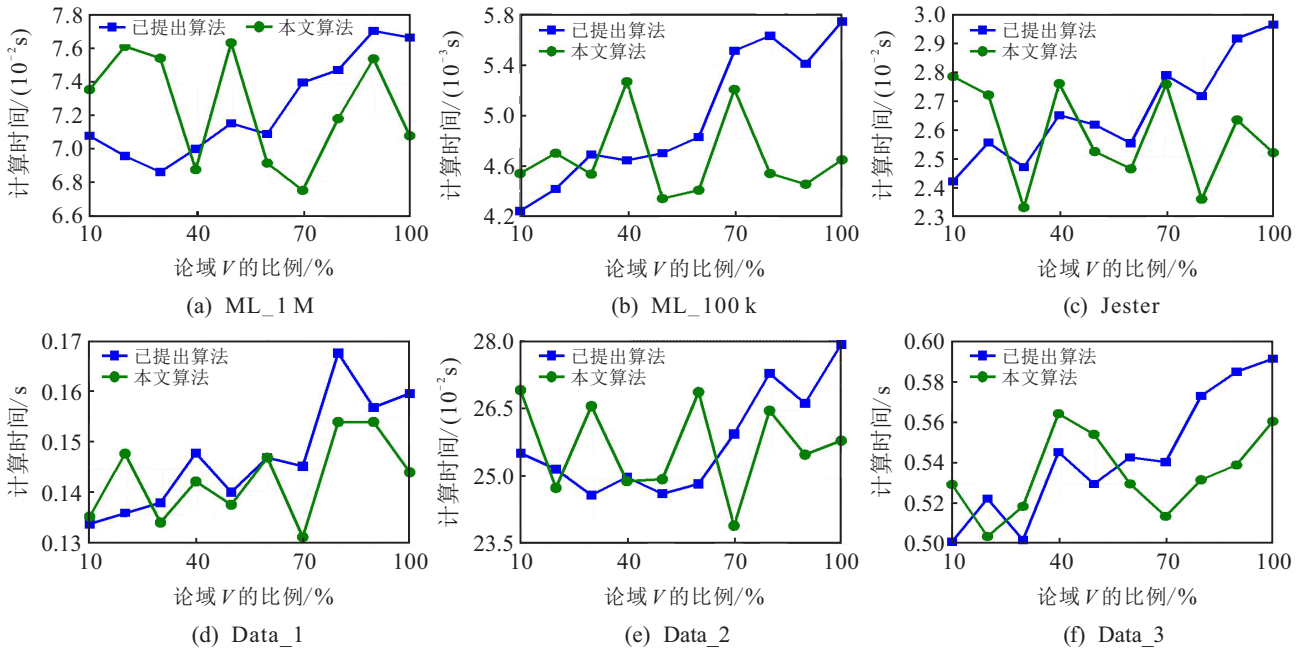 7.8
7.6
7.4
7.2
7.0
6.8
6.6
计算时间/(10⁻²s)
已提出算法 本文算法
10 40 70 100
论域V的比例/%
(a) ML_1 M
5.8
5.4
5.0
4.6
4.2
计算时间/(10⁻³s)
已提出算法
本文算法
10 40 70 100
论域V的比例/%
(b) ML_100 k
3.0
2.9
2.8
2.7
2.6
2.5
2.4
2.3
计算时间/(10⁻²s)
已提出算法
本文算法
10 40 70 100
论域V的比例/%
(c) Jester
0.17
0.16
0.15
0.14
0.13
计算时间/s
已提出算法
本文算法
10 40 70 100
论域V的比例/%
(d) Data_1
28.0
26.5
25.0
23.5
计算时间/(10⁻²s)
已提出算法
本文算法
10 40 70 100
论域V的比例/%
(e) Data_2
0.60
0.58
0.56
0.54
0.52
0.50
计算时间/s
已提出算法
本文算法
10 40 70 100
论域V的比例/%
(f) Data_3